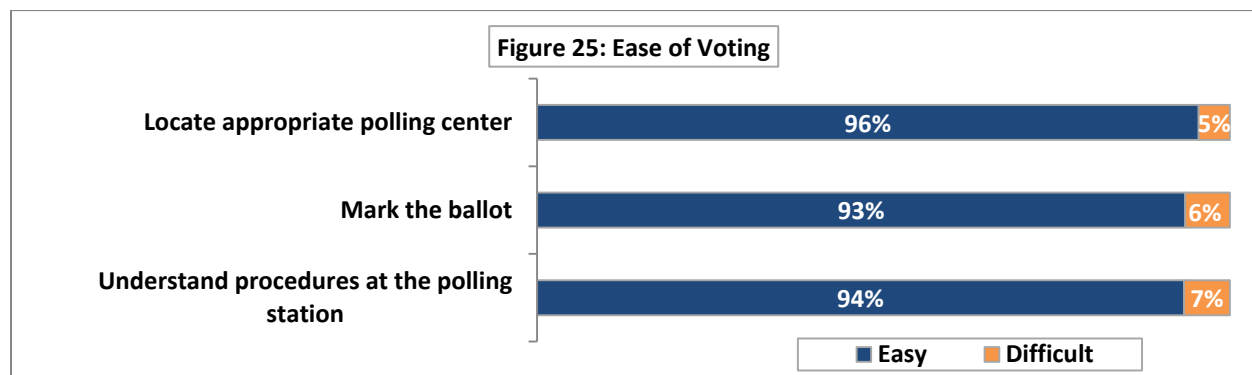 Figure 25: Ease of Voting
Locate appropriate polling center
96%
5%
Mark the ballot
93%
6%
Understand procedures at the polling
station
94%
7%
Easy
Difficult